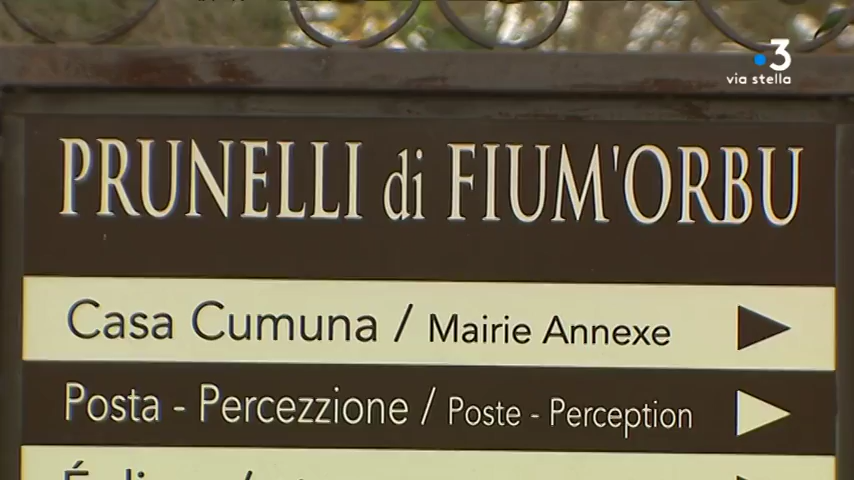 3
via stella
PRUNELLI di FIUM'ORBU
Casa Cumuna / Mairie Annexe
Posta - Percezzione / Poste - Perception